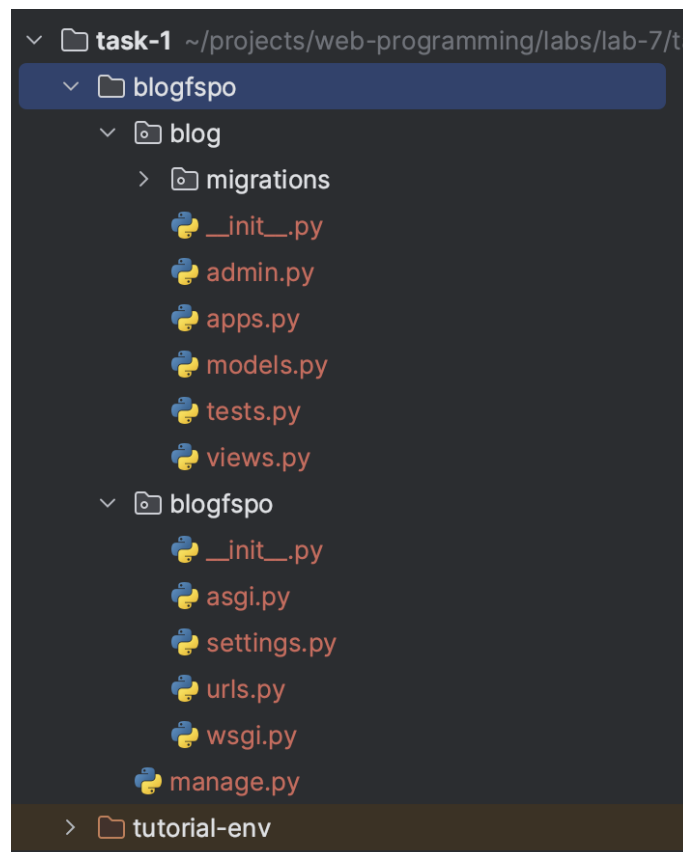 task-1 ~/projects/web-programming/labs/lab-7/t
blogfspo
blog
migrations
__init__.py
admin.py
apps.py
models.py
tests.py
views.py
blogfspo
__init__.py
asgi.py
settings.py
urls.py
wsgi.py
manage.py
tutorial-env